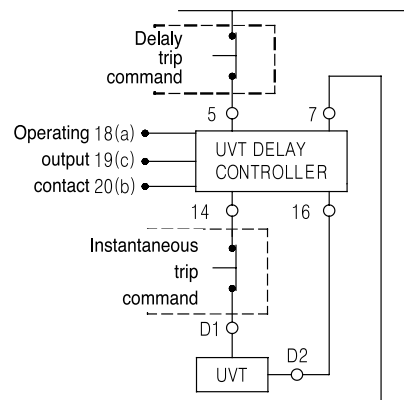 Delaly
trip
command
5
7
Operating 18(a)
output 19(c)
contact 20(b)
UVT DELAY
CONTROLLER
14
16
Instantaneous
trip
command
D1
D2
UVT